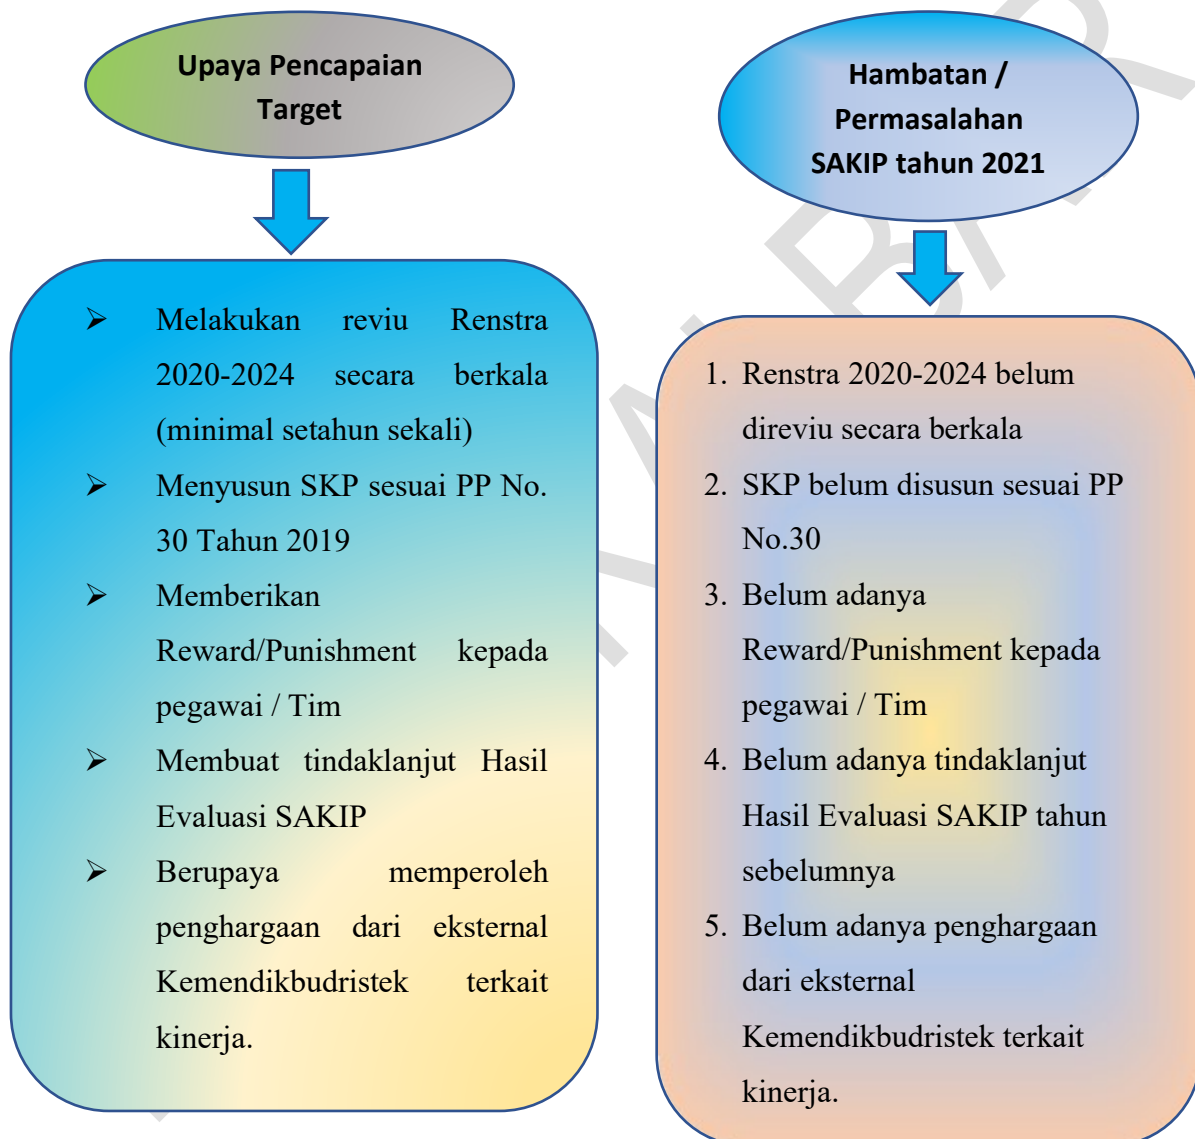 Upaya Pencapaian
Target
➢ Melakukan reviu Renstra
2020-2024 secara berkala
(minimal setahun sekali)
➢ Menyusun SKP sesuai PP No.
30 Tahun 2019
➢ Memberikan
Reward/Punishment kepada
pegawai / Tim
➢ Membuat tindaklanjut Hasil
Evaluasi SAKIP
➢ Berupaya memperoleh
penghargaan dari eksternal
Kemendikbudristek terkait
kinerja.
Hambatan /
Permasalahan
SAKIP tahun 2021
1. Renstra 2020-2024 belum
direviu secara berkala
2. SKP belum disusun sesuai PP
No.30
3. Belum adanya
Reward/Punishment kepada
pegawai / Tim
4. Belum adanya tindaklanjut
Hasil Evaluasi SAKIP tahun
sebelumnya
5. Belum adanya penghargaan
dari eksternal
Kemendikbudristek terkait
kinerja.